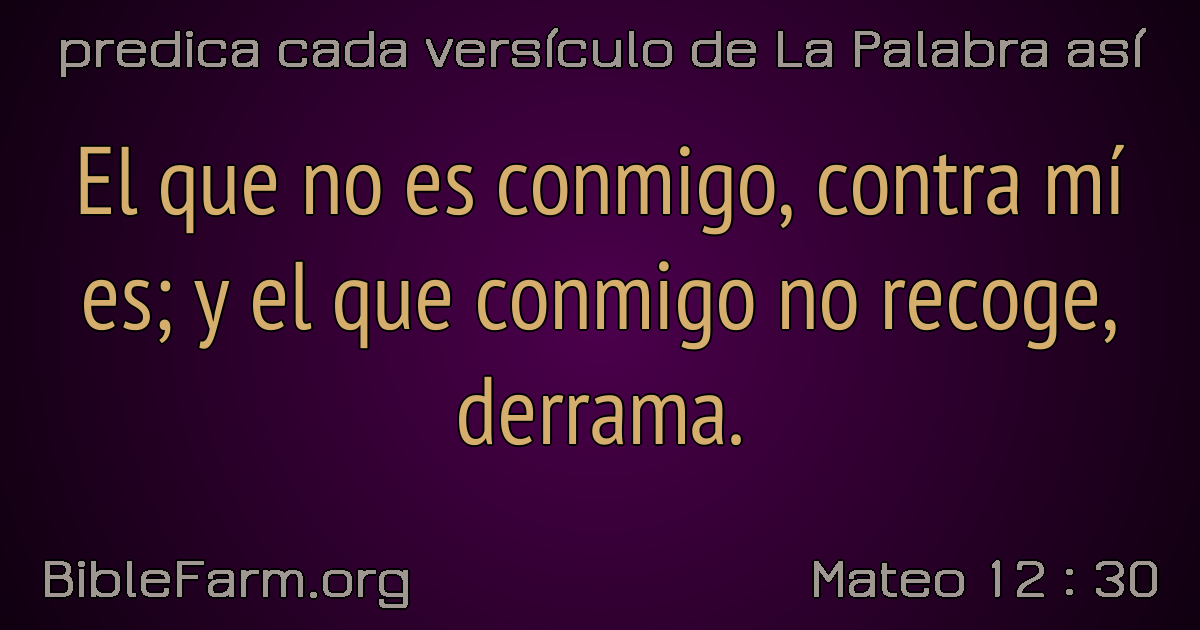 predica cada versículo de La Palabra así
El que no es conmigo, contra mí
es; y el que conmigo no recoge,
derrama.
BibleFarm.org
Mateo 12 : 30